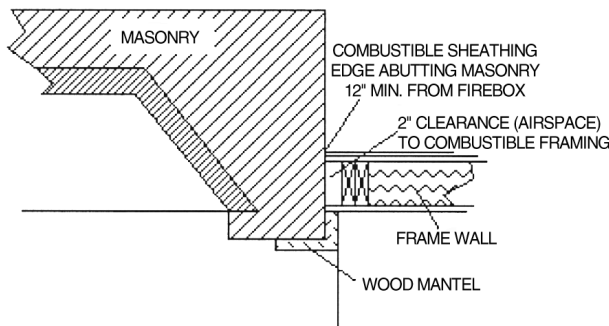 MASONRY
COMBUSTIBLE SHEATHING
EDGE ABUTTING MASONRY
12" MIN. FROM FIREBOX
2" CLEARANCE (AIRSPACE)
TO COMBUSTIBLE FRAMING
FRAME WALL
WOOD MANTEL